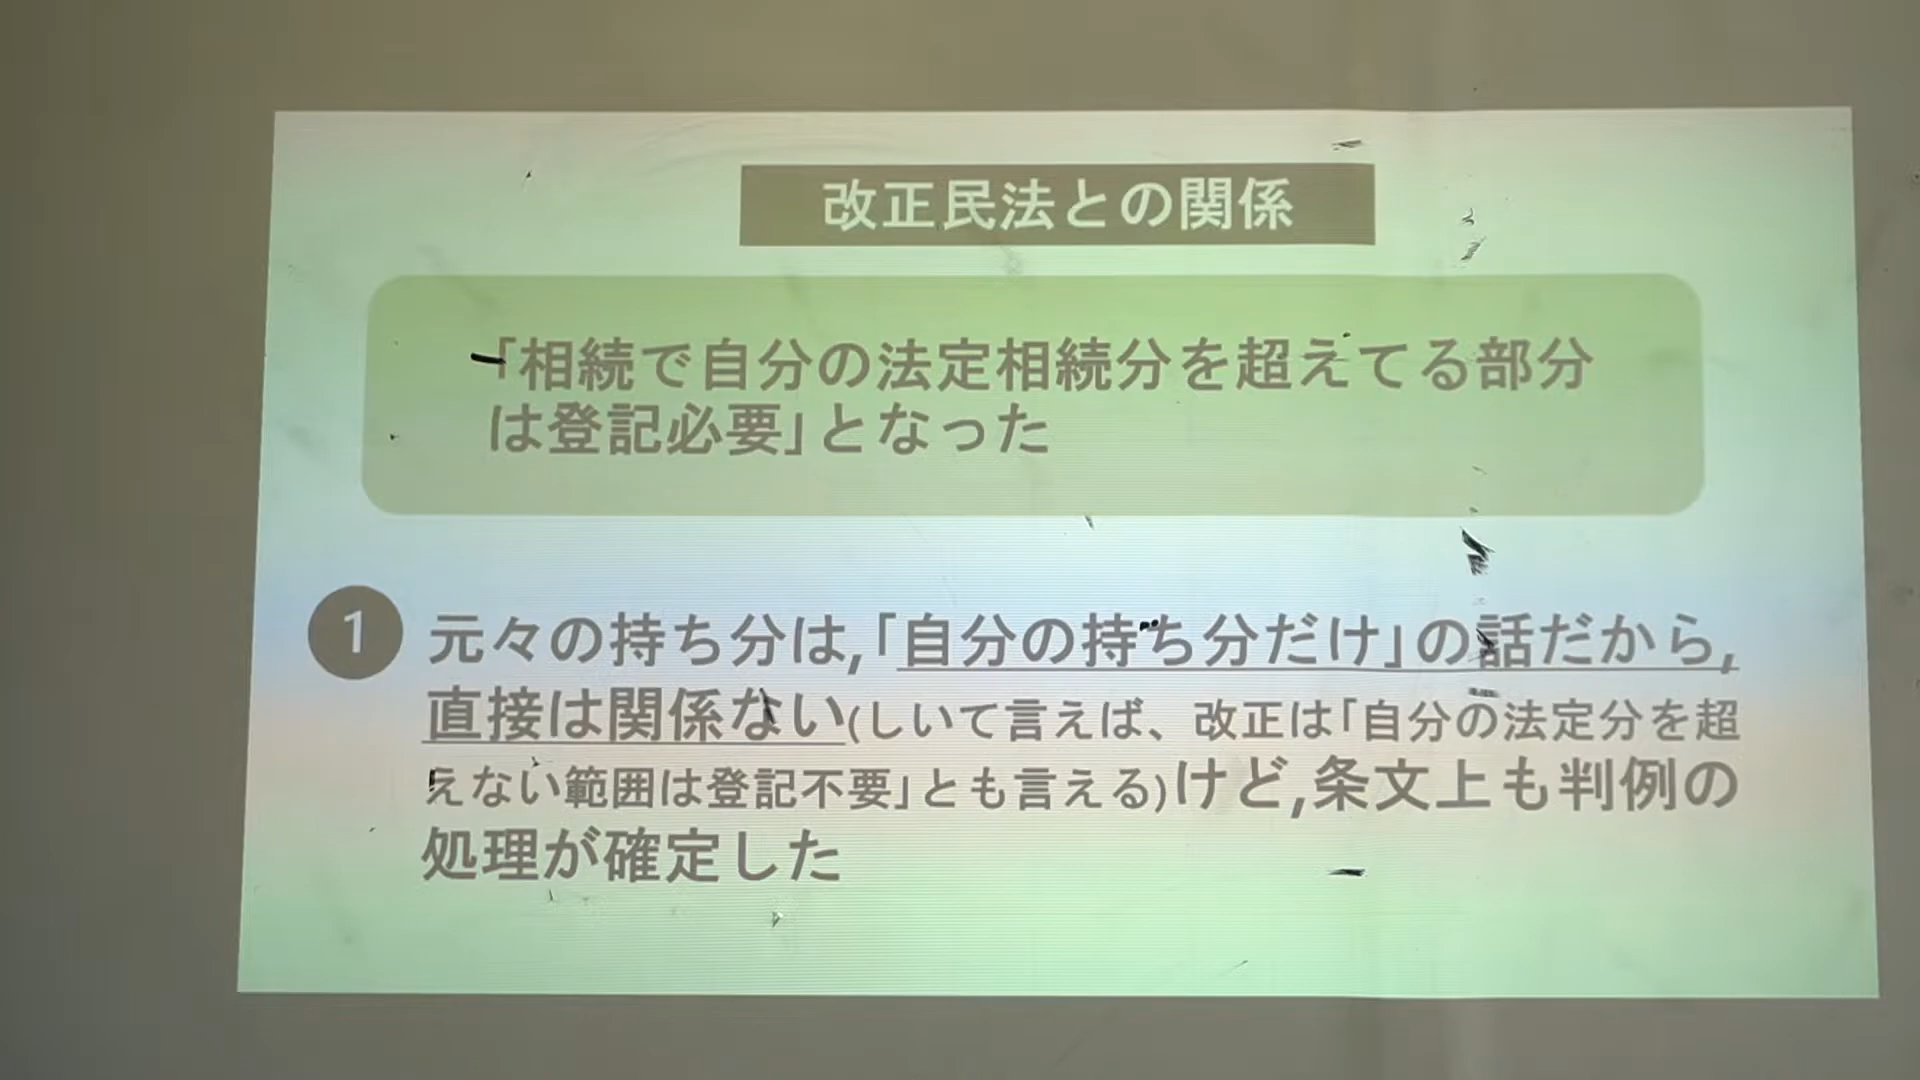 改正民法との関係
「相続で自分の法定相続分を超えてる部分
は登記必要」となった
1 元々の持ち分は,「自分の持ち分だけ」の話だから,
直接は関係ない(しいて言えば、改正は「自分の法定分を超
えない範囲は登記不要」とも言える)けど,条文上も判例の
処理が確定した